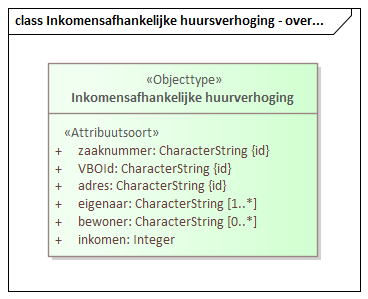 class Inkomensafhankelijke huursverhoging - over...
«Objecttype»
Inkomensafhankelijke huurverhoging
«Attribuutsoort»
+ zaaknummer: CharacterString {id}
+ VBOId: CharacterString {id}
+ adres: CharacterString {id}
+ eigenaar: CharacterString [1..*]
+ bewoner: CharacterString [0..*]
+ inkomen: Integer